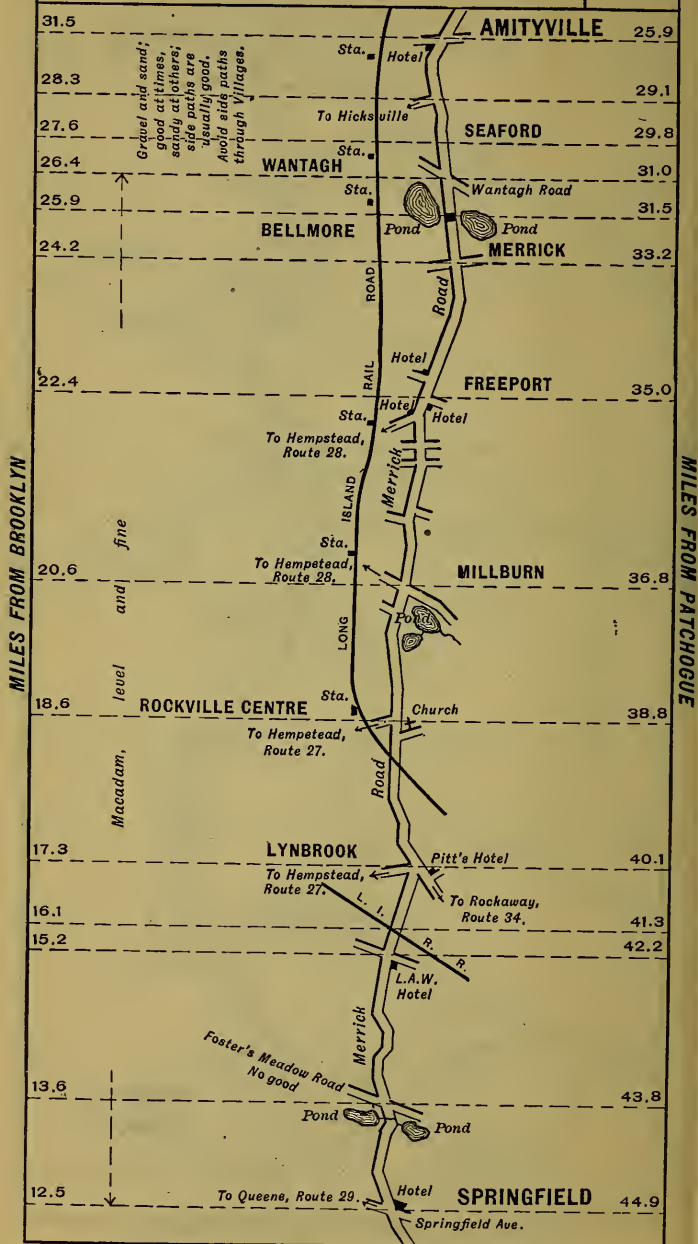 31.5
AMITYVILLE
25.9
Sta.
Hotel
Gravel and sand;
good at times,
sandy at others;
side paths are
usually good.
Avoid side paths
through Villages.
28.3
29.1
To Hicksville
27.6
SEAFORD
29.8
Sta.
26.4
WANTAGH
31.0
Wantagh Road
Sta.
25.9
31.5
BELLMORE
Pond
Pond
MERRICK
24.2
33.2
ROAD
Road
Hotel
RAIL
22.4
FREEPORT
35.0
Hotel
Hotel
Sta.
To Hempstead,
Route 28.
Merrick
ISLAND
MILES FROM BROOKLYN
MILES FROM PATCHOGUE
Sta.
To Hempetead,
Route 28.
20.6
MILLBURN
36.8
Pond
LONG
Macadam, level and fine
Sta.
18.6
ROCKVILLE CENTRE
38.8
Church
To Hempetead,
Route 27.
Road
17.3
LYNBROOK
Pitt's Hotel
40.1
To Hempstead,
Route 27.
To Rockaway,
Route 34.
L. I. R. R.
16.1
41.3
15.2
42.2
L.A.W.
Hotel
Merrick
Foster's Meadow Road
No good
13.6
43.8
Pond
Pond
12.5
To Queene, Route 29.
Hotel
SPRINGFIELD
44.9
Springfield Ave.